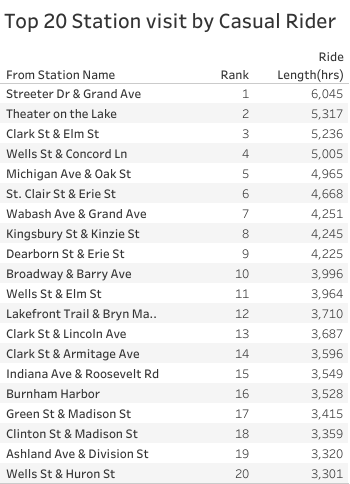 Top 20 Station visit by Casual Rider
Ride
From Station Name Rank Length(hrs)
Streeter Dr & Grand Ave 1 6,045
Theater on the Lake 2 5,317
Clark St & Elm St 3 5,236
Wells St & Concord Ln 4 5,005
Michigan Ave & Oak St 5 4,965
St. Clair St & Erie St 6 4,668
Wabash Ave & Grand Ave 7 4,251
Kingsbury St & Kinzie St 8 4,245
Dearborn St & Erie St 9 4,225
Broadway & Barry Ave 10 3,996
Wells St & Elm St 11 3,964
Lakefront Trail & Bryn Ma.. 12 3,710
Clark St & Lincoln Ave 13 3,687
Clark St & Armitage Ave 14 3,596
Indiana Ave & Roosevelt Rd 15 3,549
Burnham Harbor 16 3,528
Green St & Madison St 17 3,415
Clinton St & Madison St 18 3,359
Ashland Ave & Division St 19 3,320
Wells St & Huron St 20 3,301